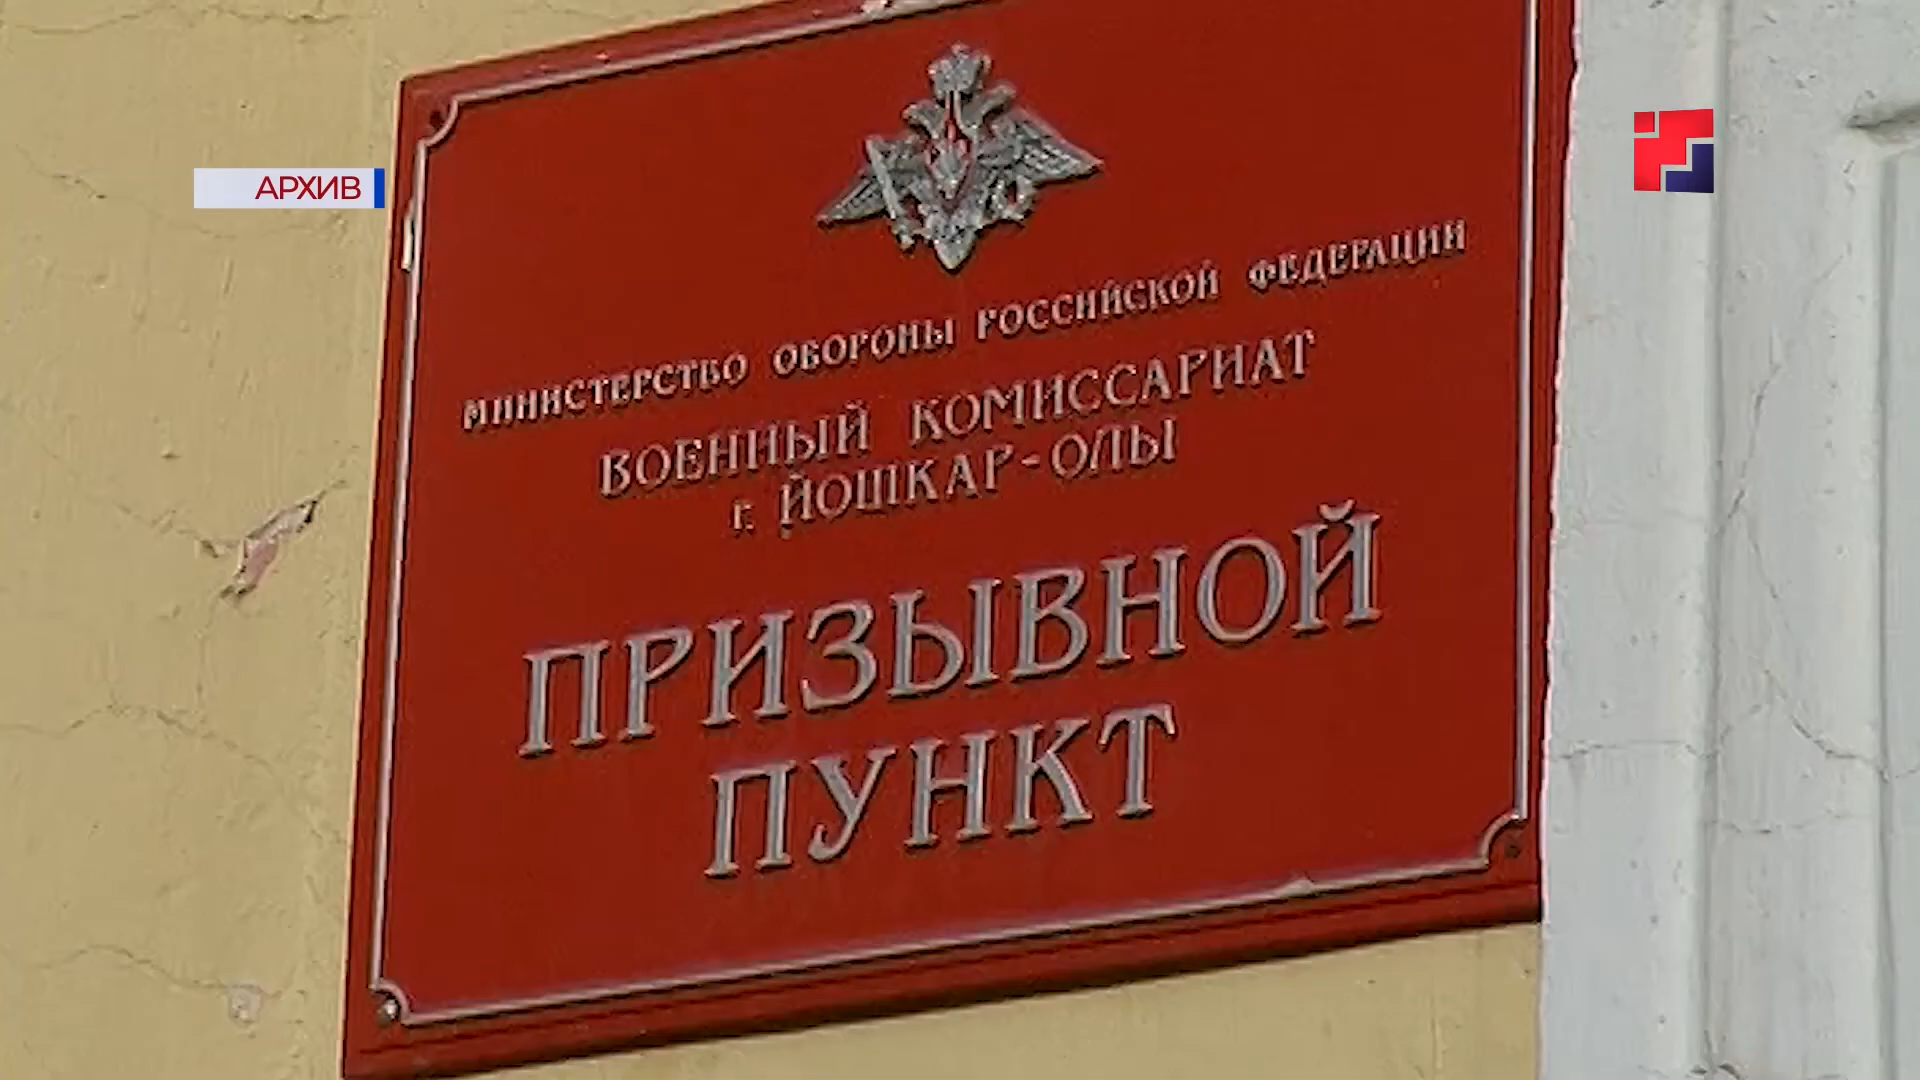 АРХИВ
МИНИСТЕРСТВО ОБОРОНЫ РОССИЙСКОЙ ФЕДЕРАЦИИ
ВОЕННЫЙ КОМИССАРИАТ
г. ЙОШКАР-ОЛЫ
ПРИЗЫВНОЙ
ПУНКТ